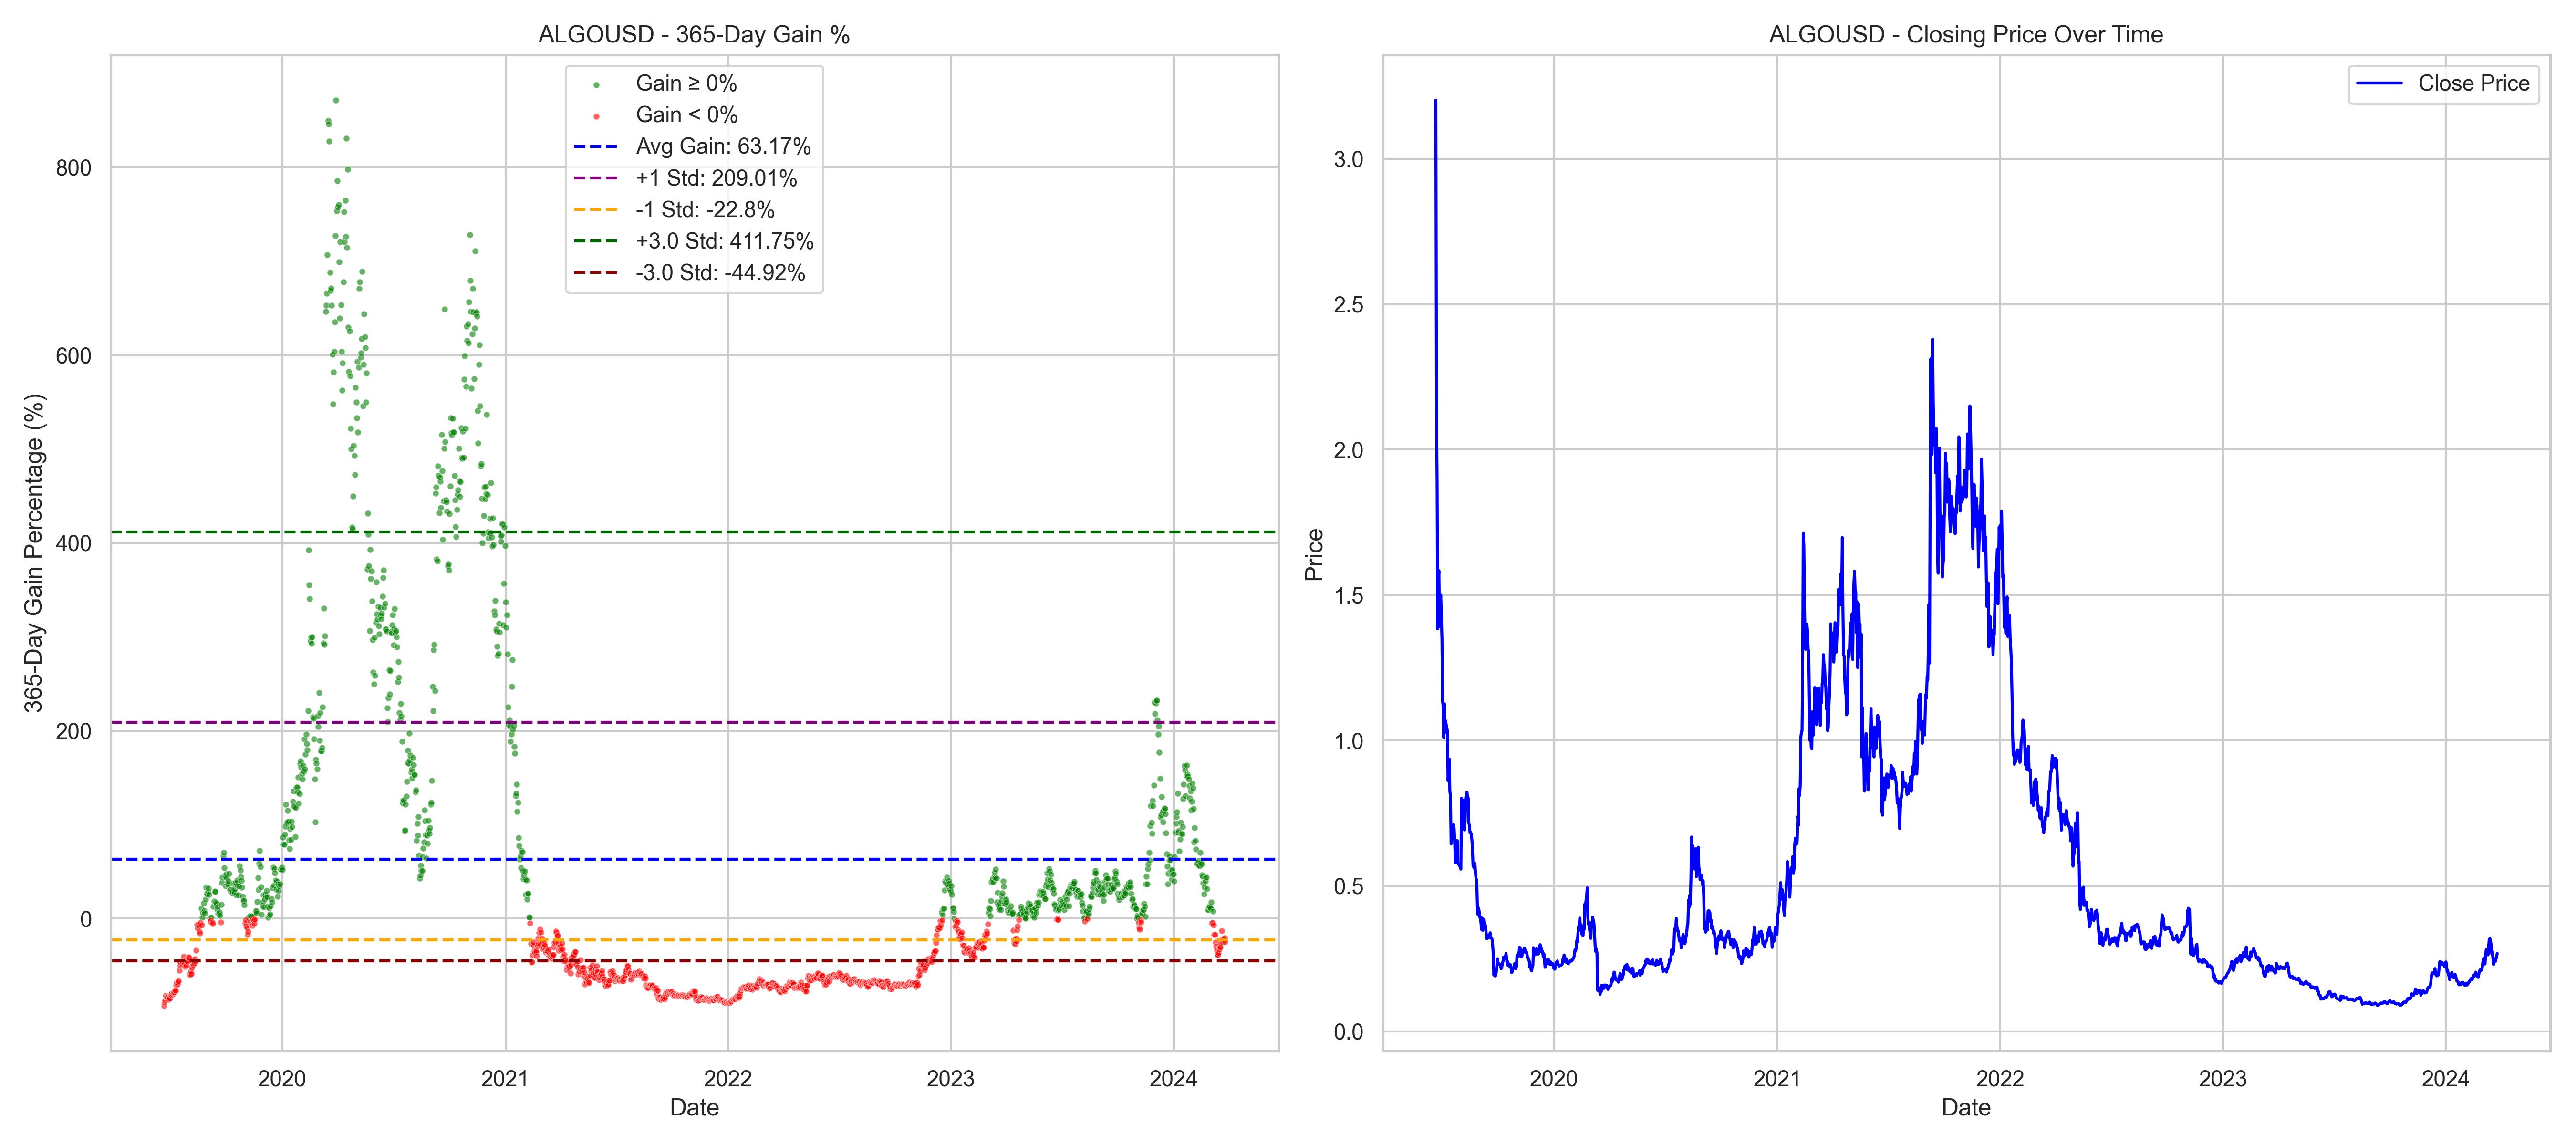 ALGOUSD - 365-Day Gain %
Gain ≥ 0%
Gain < 0%
Avg Gain: 63.17%
+1 Std: 209.01%
-1 Std: -22.8%
+3.0 Std: 411.75%
-3.0 Std: -44.92%
365-Day Gain Percentage (%)
800
600
400
200
0
2020
2021
2022
2023
2024
Date
ALGOUSD - Closing Price Over Time
Close Price
Price
3.0
2.5
2.0
1.5
1.0
0.5
0.0
2020
2021
2022
2023
2024
Date